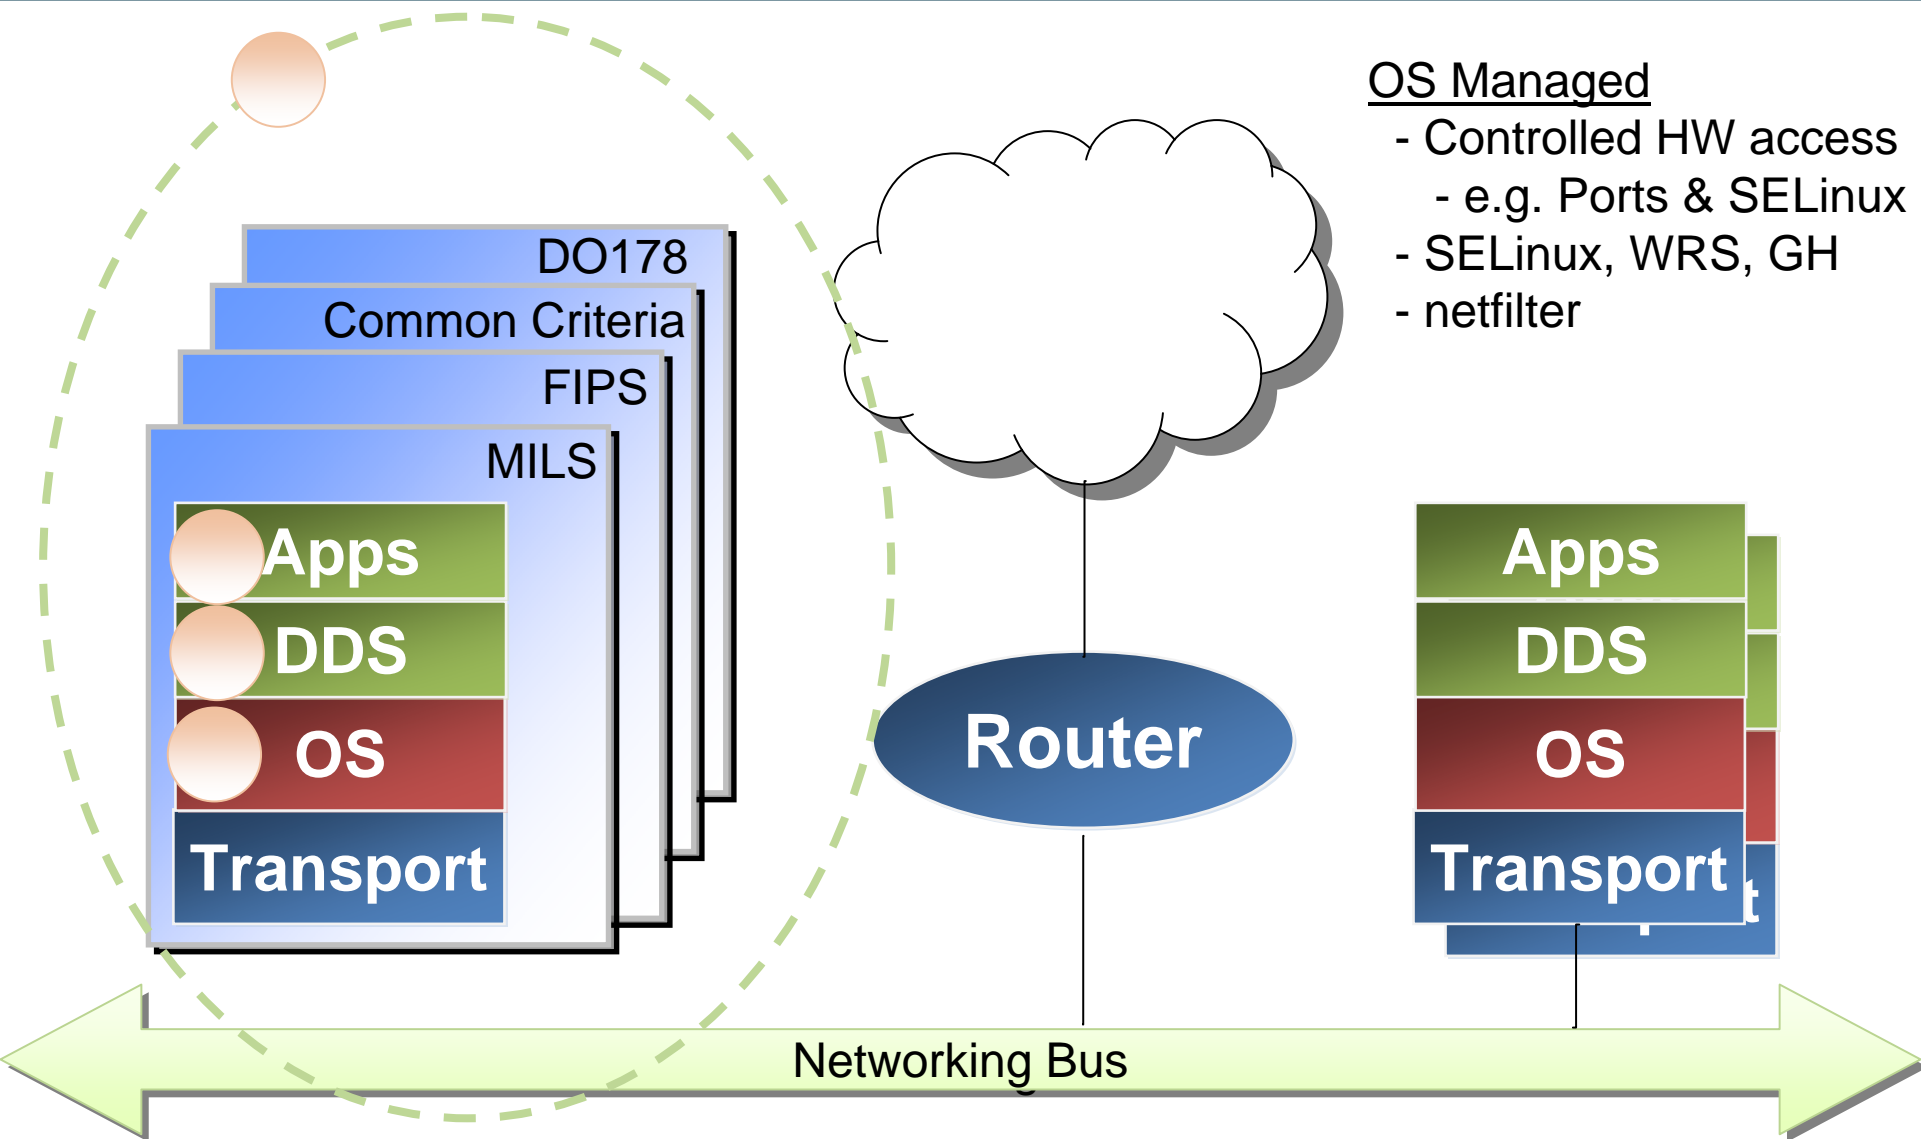 OS Managed
- Controlled HW access
- e.g. Ports & SELinux
- SELinux, WRS, GH
- netfilter
DO178
Common Criteria
FIPS
MILS
Apps
DDS
OS
Transport
Router
Apps
DDS
OS
Transport
Networking Bus